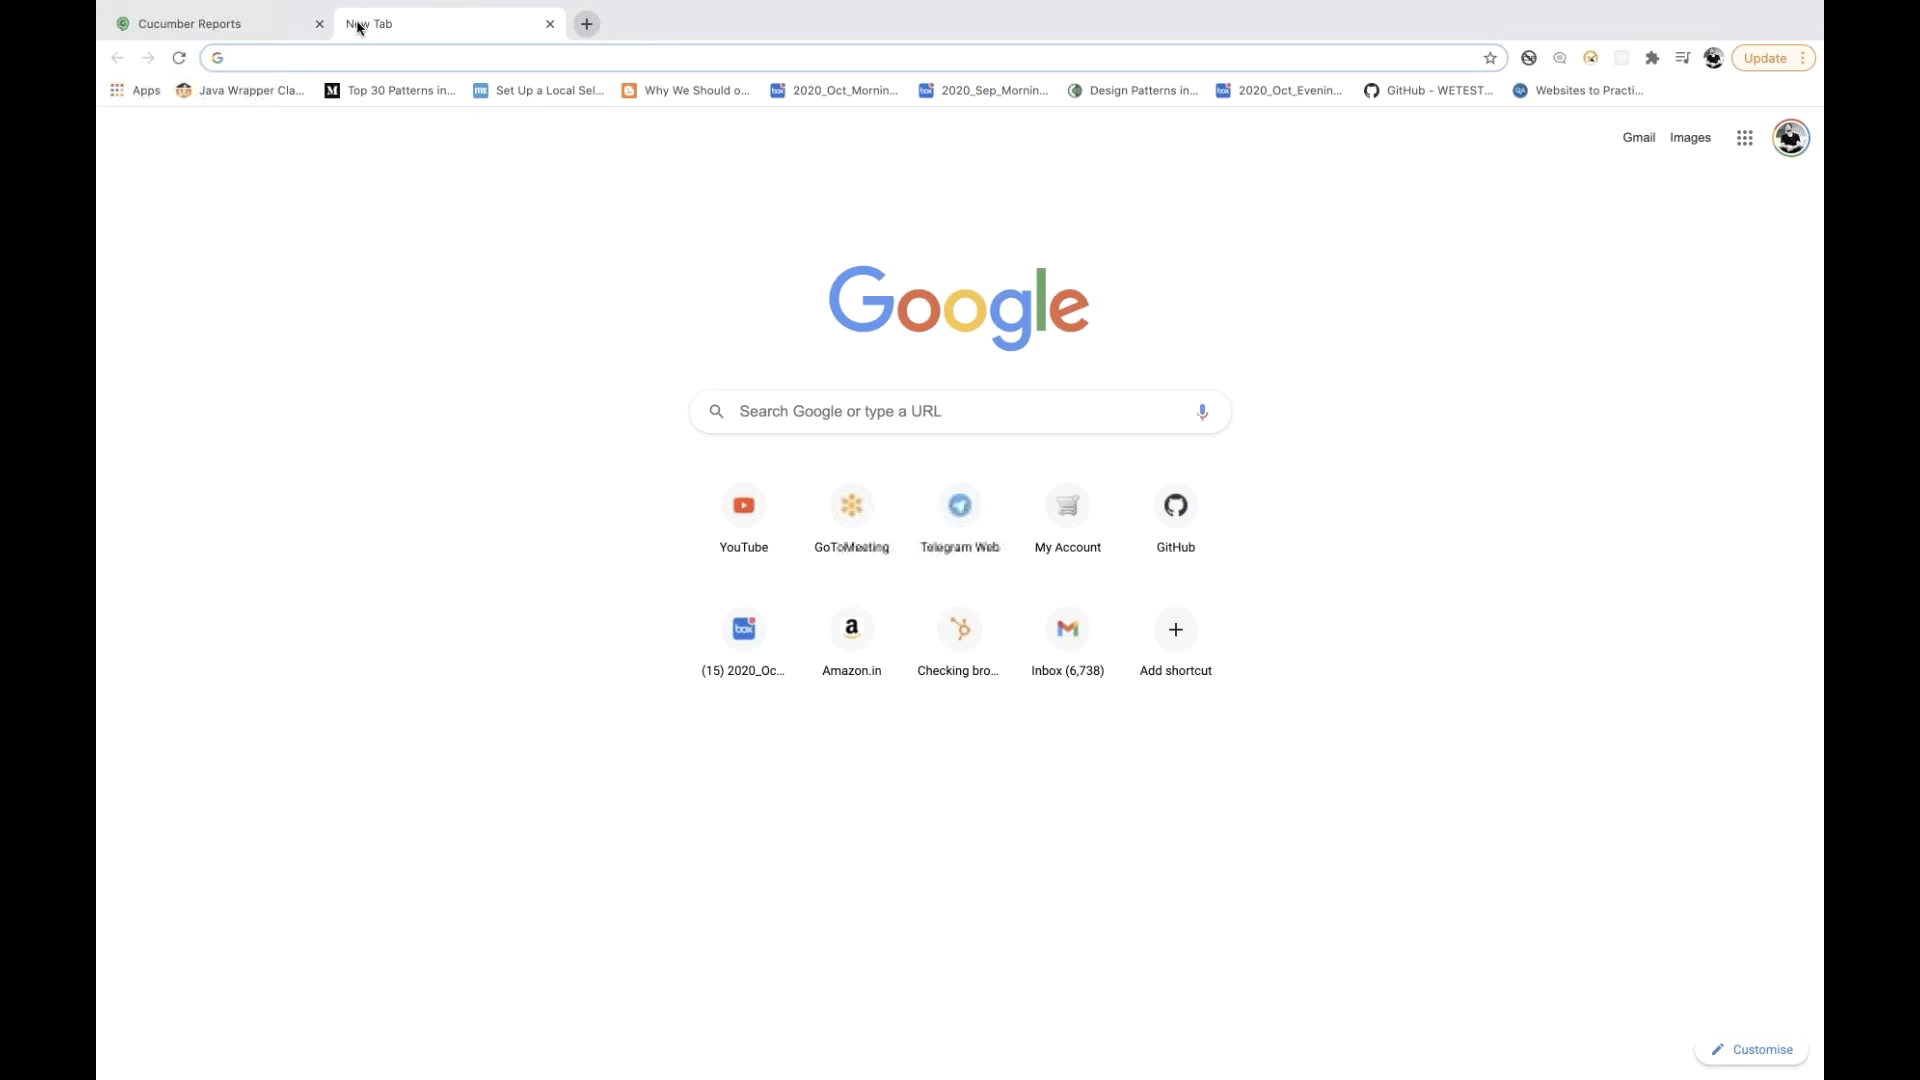 Cucumber Reports
New Tab
Update
Apps
Java Wrapper Cla...
Top 30 Patterns in...
Set Up a Local Sel...
Why We Should o...
2020_Oct_Mornin...
2020_Sep_Mornin...
Design Patterns in...
2020_Oct_Evenin...
GitHub - WETEST...
Websites to Practi...
Gmail
Images
Google
Search Google or type a URL
YouTube
GoToMeeting
Telegram Web
My Account
GitHub
(15) 2020_Oc...
Amazon.in
Checking bro...
Inbox (6,738)
Add shortcut
Customise